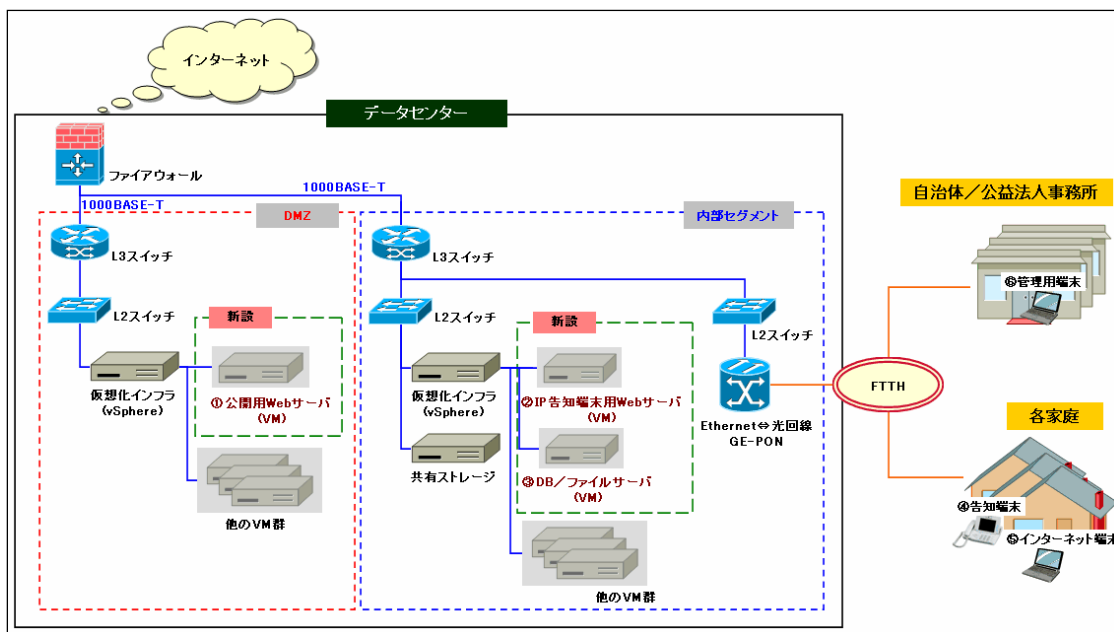 インターネット
データセンター
ファイアウォール
1000BASE-T
1000BASE-T
DMZ
内部セグメント
L3スイッチ
L3スイッチ
L2スイッチ
L2スイッチ
L2スイッチ
新設
新設
仮想化インフラ
(vSphere)
①公開用Webサーバ
(VM)
他のVM群
仮想化インフラ
(vSphere)
共有ストレージ
②IP告知端末用Webサーバ
(VM)
③DB/ファイルサーバ
(VM)
他のVM群
Ethernet⇔光回線
GE-PON
FTTH
自治体/公益法人事務所
⑥管理用端末
各家庭
④告知端末
⑤インターネット端末